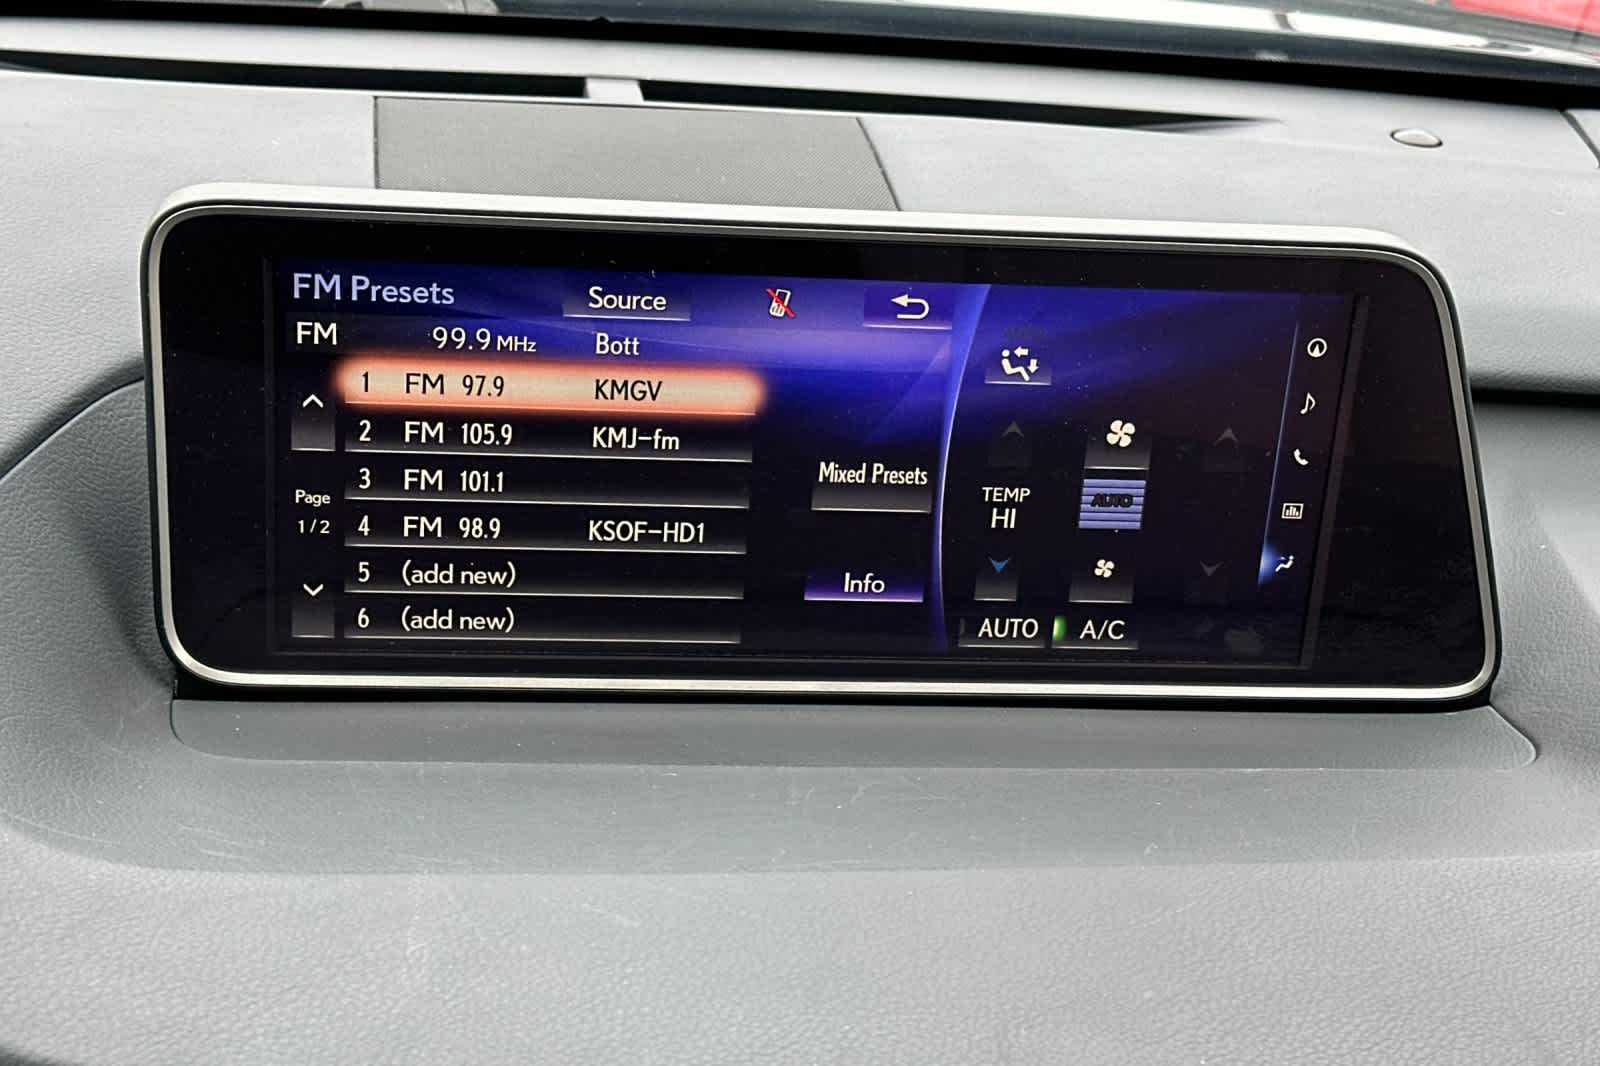 FM Presets
Source
FM 99.9 MHz Bott
1 FM 97.9 KMGV
2 FM 105.9 KMJ-fm
3 FM 101.1
4 FM 98.9 KSOF-HD1
5 (add new)
6 (add new)
Page
1/2
Mixed Presets
Info
AUTO
TEMP
HI
AUTO
AUTO
A/C